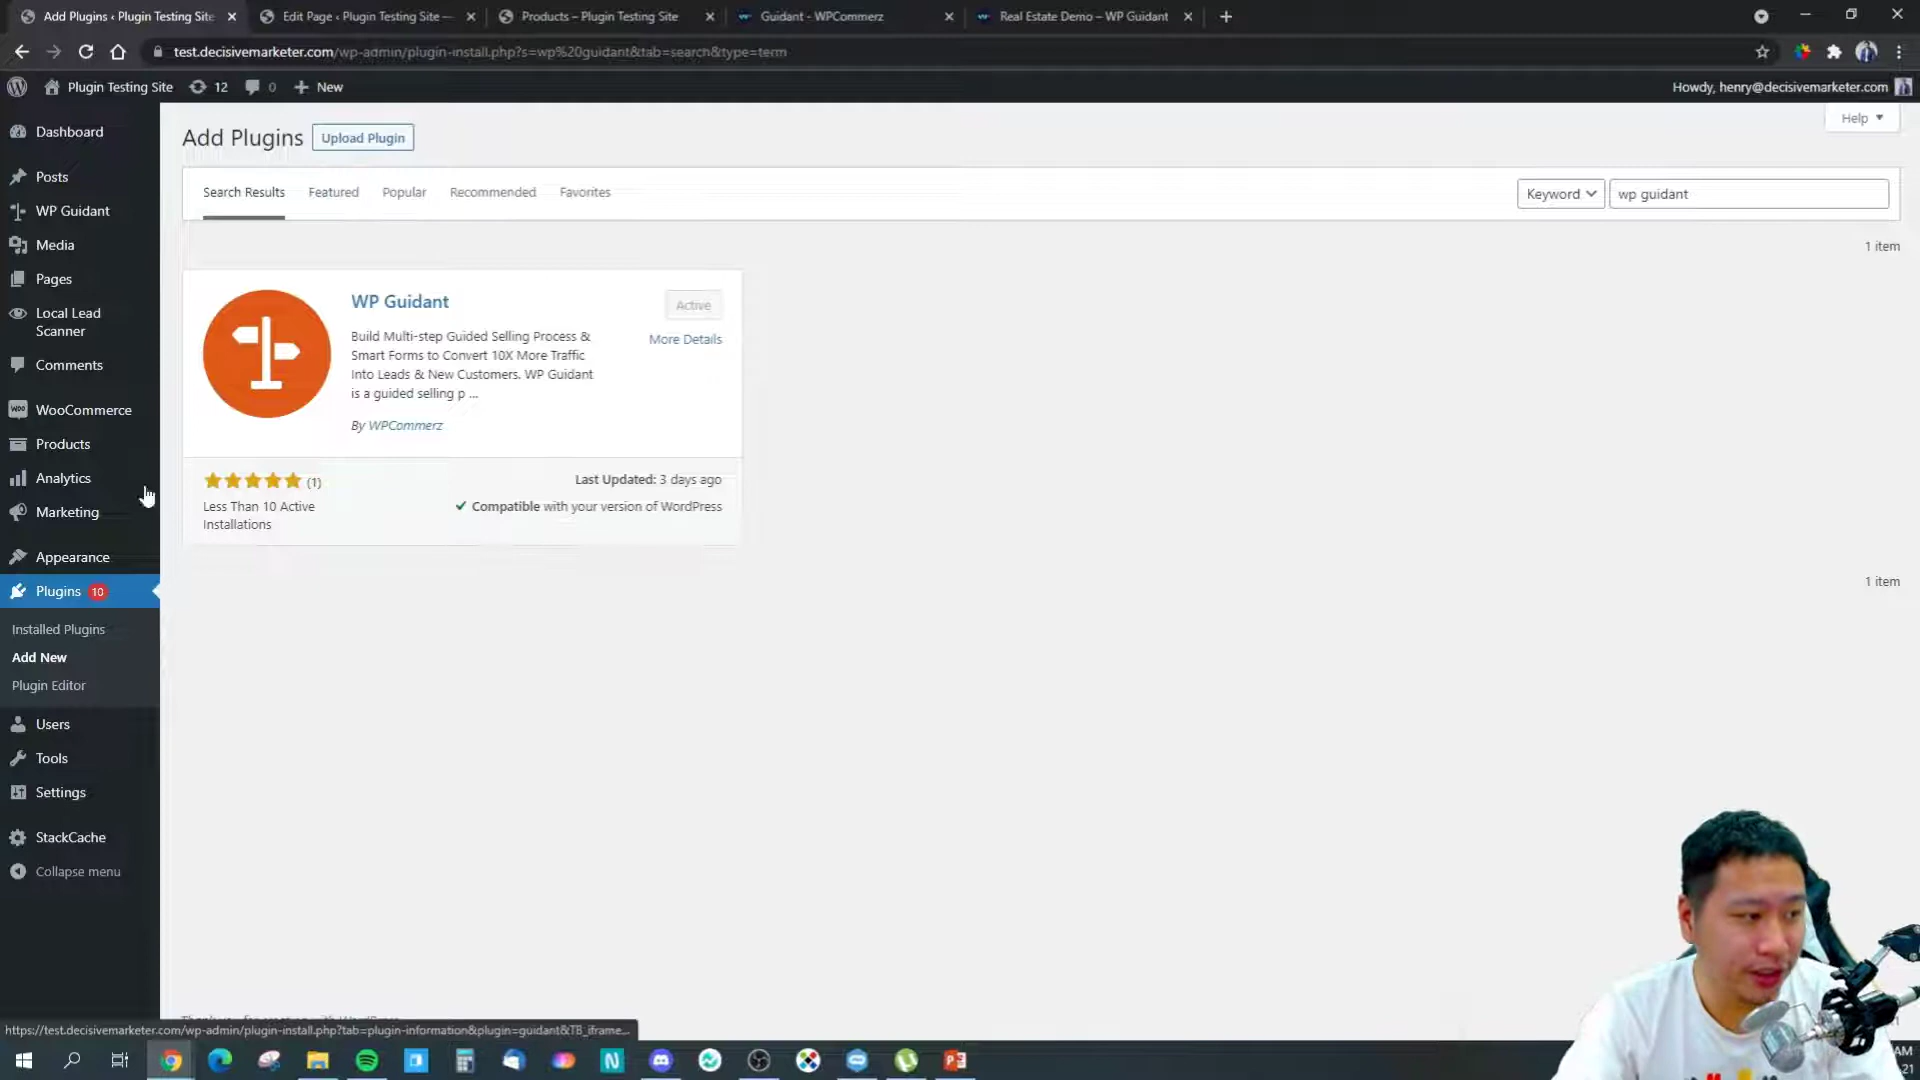 Add Plugins ‹ Plugin Testing Site
Edit Page ‹ Plugin Testing Site —
Products – Plugin Testing Site
Guidant - WPCommerz
Real Estate Demo – WP Guidant
test.decisivemarketer.com/wp-admin/plugin-install.php?s=wp%20guidant&tab=search&type=term
Plugin Testing Site
12
0
New
Howdy, henry@decisivemarketer.com
Dashboard
Posts
WP Guidant
Media
Pages
Local Lead
Scanner
Comments
WooCommerce
Products
Analytics
Marketing
Appearance
Plugins 10
Installed Plugins
Add New
Plugin Editor
Users
Tools
Settings
StackCache
Collapse menu
Add Plugins
Upload Plugin
Help
Search Results
Featured
Popular
Recommended
Favorites
Keyword
wp guidant
1 item
WP Guidant
Active
More Details
Build Multi-step Guided Selling Process &
Smart Forms to Convert 10X More Traffic
Into Leads & New Customers. WP Guidant
is a guided selling p ...
By WPCommerz
(1)
Last Updated: 3 days ago
Less Than 10 Active
Installations
Compatible with your version of WordPress
1 item
https://test.decisivemarketer.com/wp-admin/plugin-install.php?tab=plugin-information&plugin=guidant&TB_iframe...
AM